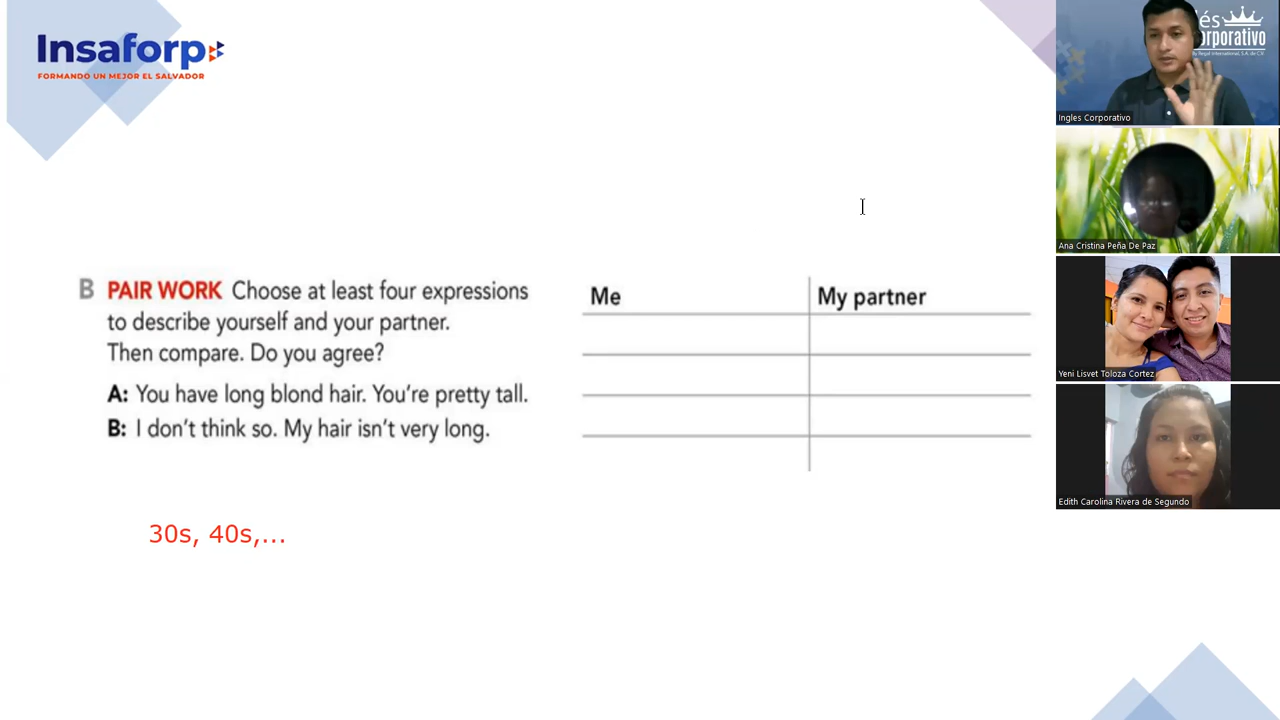 Insaforp
FORMANDO UN MEJOR EL SALVADOR
B PAIR WORK Choose at least four expressions
to describe yourself and your partner.
Then compare. Do you agree?
A: You have long blond hair. You're pretty tall.
B: I don't think so. My hair isn't very long.
Me
My partner
30s, 40s,...
és
orporativo
Ingles Corporativo
Ana Cristina Peña De Paz
Yeni Lisvet Toloza Cortez
Edith Carolina Rivera de Segundo